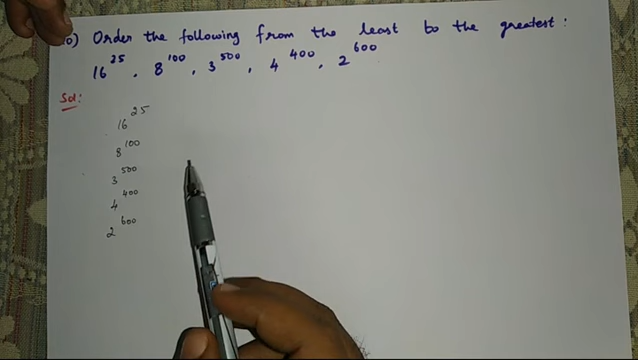 0) Order the following from the least to the greatest :
16^25 , 8^100 , 3^500 , 4^400 , 2^600
Sol:
16^25
8^100
3^500
4^400
2^600